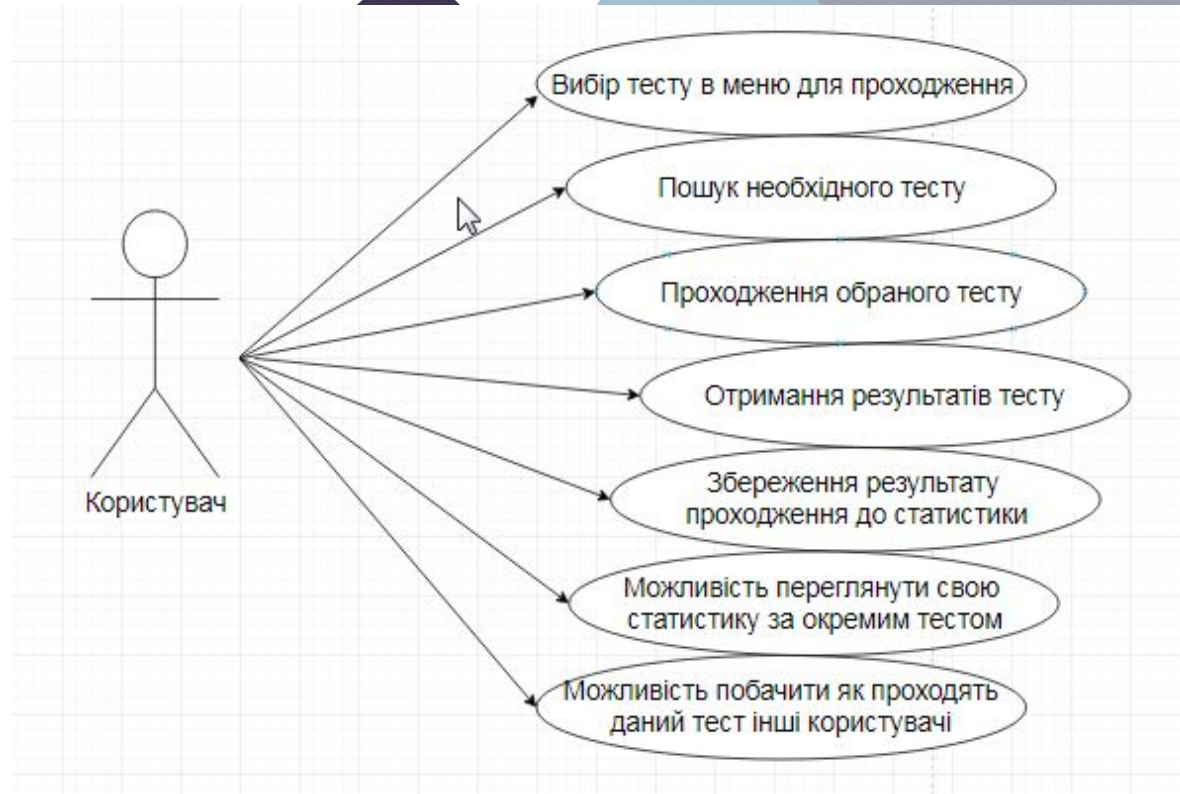 Вибір тесту в меню для проходження
Пошук необхідного тесту
Проходження обраного тесту
Отримання результатів тесту
Збереження результату
проходження до статистики
Можливість переглянути свою
статистику за окремим тестом
Можливість побачити як проходять
даний тест інші користувачі
Користувач